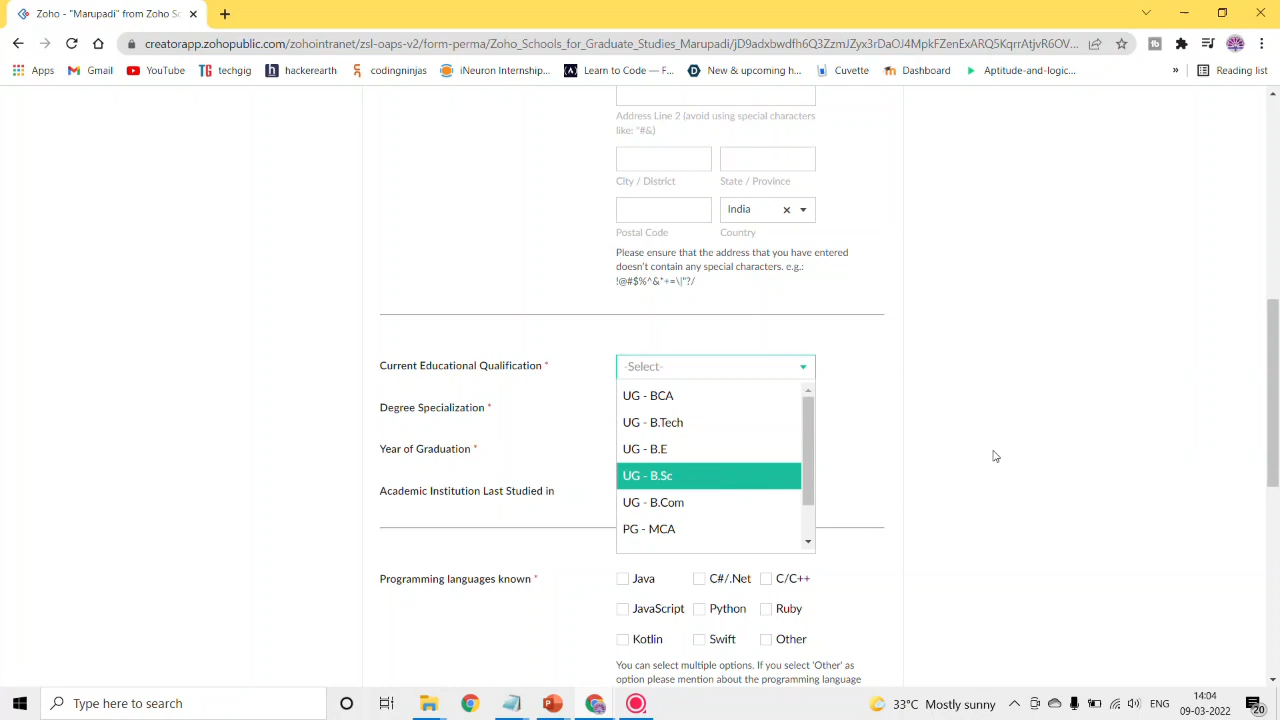 Zoho - "Marupadi" from Zoho Sc
creatorapp.zohopublic.com/zohointranet/zsl-oaps-v2/form-perma/Zoho_Schools_for_Graduate_Studies_Marupadi/jD9adxbwdfh6Q3ZzmJZyx3rDaOJ4MpkFZenExARQ5KqrrAtjvR6OV...
Apps
Gmail
YouTube
techgig
hackerearth
codingninjas
iNeuron Internship...
Learn to Code — F...
New & upcoming h...
Cuvette
Dashboard
Aptitude-and-logic...
»
Reading list
Address Line 2 (avoid using special characters
like: "#&)
City / District
State / Province
India
Postal Code
Country
Please ensure that the address that you have entered
doesn't contain any special characters. e.g.:
!@#$%^&*+=\|"?/
Current Educational Qualification *
-Select-
UG - BCA
Degree Specialization *
UG - B.Tech
Year of Graduation *
UG - B.E
UG - B.Sc
Academic Institution Last Studied in
UG - B.Com
PG - MCA
Programming languages known *
Java
C#/.Net
C/C++
JavaScript
Python
Ruby
Kotlin
Swift
Other
You can select multiple options. If you select 'Other' as
option please mention about the programming language
Type here to search
33°C Mostly sunny
ENG
14:04
09-03-2022
20